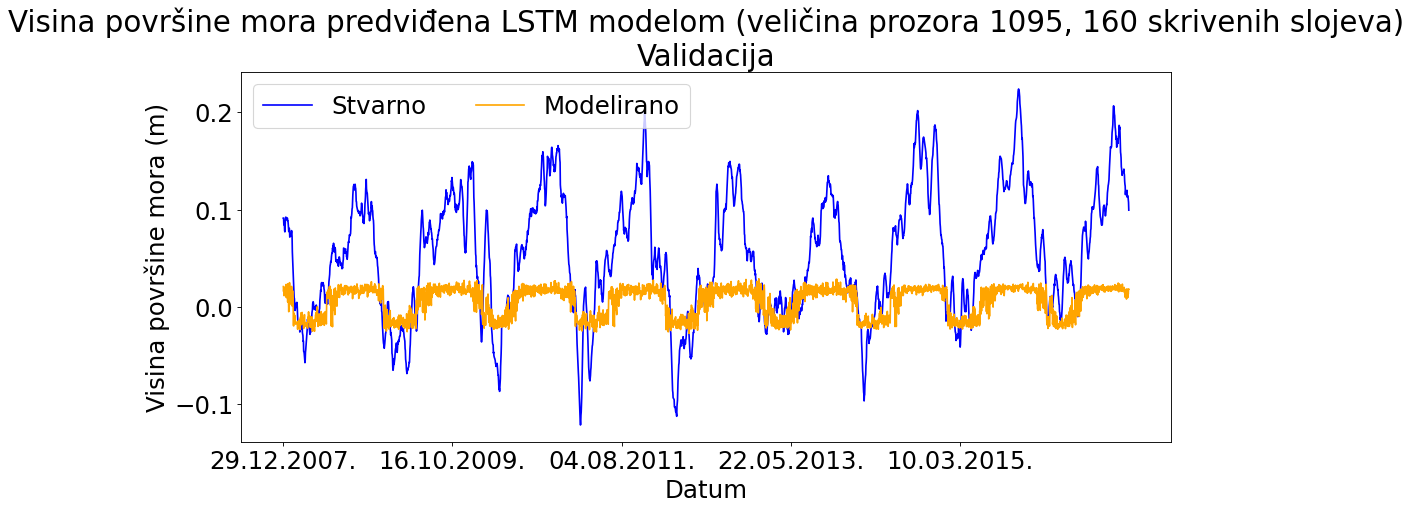 Visina površine mora predviđena LSTM modelom (veličina prozora 1095, 160 skrivenih slojeva)
Validacija
Stvarno
Modelirano
Visina površine mora (m)
0.2
0.1
0.0
−0.1
29.12.2007.
16.10.2009.
04.08.2011.
22.05.2013.
10.03.2015.
Datum